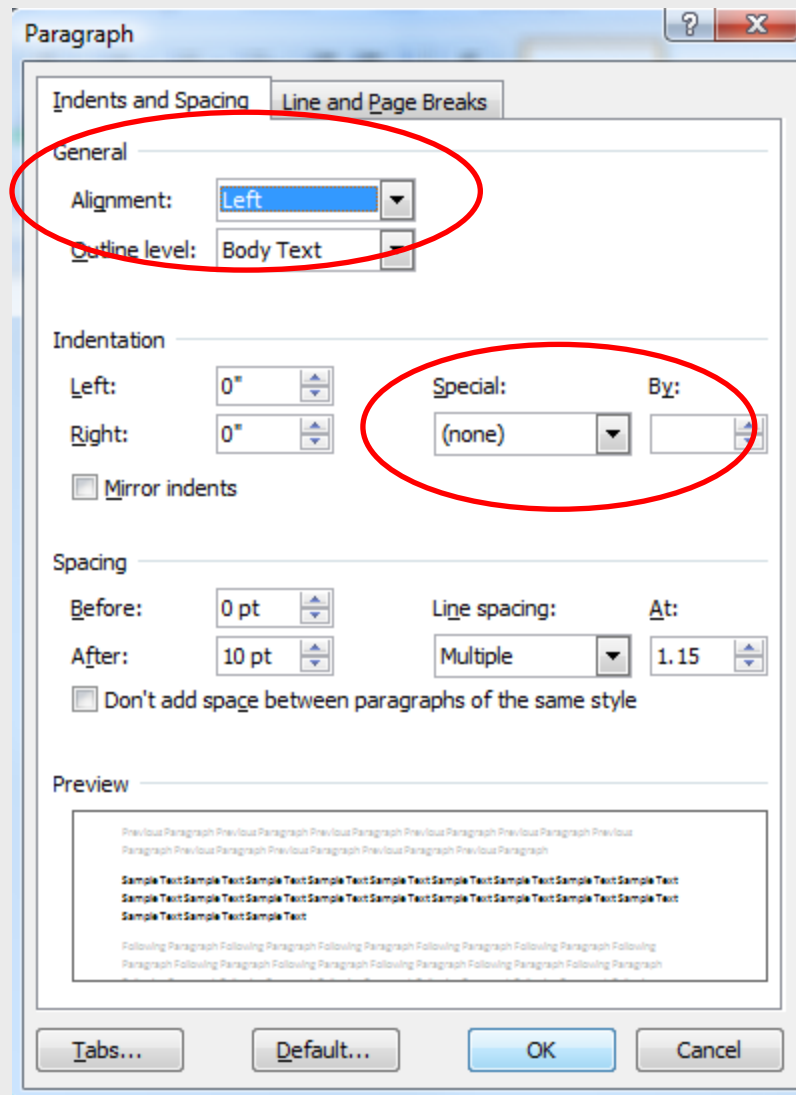 Paragraph
Indents and Spacing Line and Page Breaks
General
Alignment: Left
Outline level: Body Text
Indentation
Left: 0" Special: By:
Right: 0" (none)
Mirror indents
Spacing
Before: 0 pt Line spacing: At:
After: 10 pt Multiple 1.15
Don't add space between paragraphs of the same style
Preview
Previous Paragraph Previous Paragraph Previous Paragraph Previous Paragraph Previous Paragraph Previous
Paragraph Previous Paragraph Previous Paragraph Previous Paragraph Previous Paragraph
Sample Text Sample Text Sample Text Sample Text Sample Text Sample Text Sample Text Sample Text Sample Text
Sample Text Sample Text Sample Text Sample Text Sample Text Sample Text Sample Text Sample Text Sample Text
Sample Text Sample Text Sample Text
Following Paragraph Following Paragraph Following Paragraph Following Paragraph Following Paragraph Following
Paragraph Following Paragraph Following Paragraph Following Paragraph Following Paragraph Following Paragraph
Tabs... Default... OK Cancel